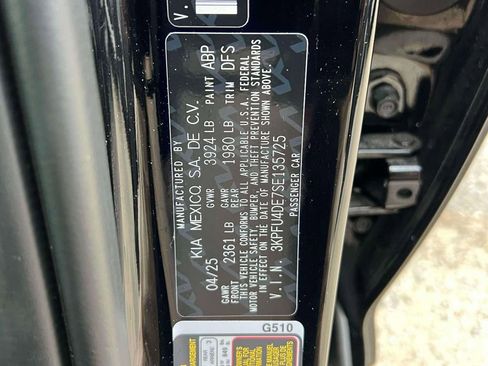 V.
MANUFACTURED BY
KIA MEXICO, S.A. DE C.V.
04/25 GVWR 3924 LB PAINT ABP
GAWR FRONT 2361 LB GAWR REAR 1980 LB TRIM DFS
THIS VEHICLE CONFORMS TO ALL APPLICABLE U.S.A. FEDERAL
MOTOR VEHICLE SAFETY, BUMPER, AND THEFT PREVENTION STANDARDS
IN EFFECT ON THE DATE OF MANUFACTURE SHOWN ABOVE.
V.I.N. 3KPFU4DE7SE135725
PASSENGER CAR
G510